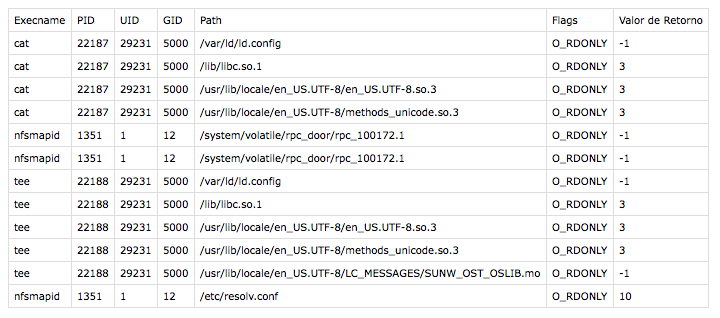 Execname PID UID GID Path Flags Valor de Retorno
cat 22187 29231 5000 /var/ld/ld.config O_RDONLY -1
cat 22187 29231 5000 /lib/libc.so.1 O_RDONLY 3
cat 22187 29231 5000 /usr/lib/locale/en_US.UTF-8/en_US.UTF-8.so.3 O_RDONLY 3
cat 22187 29231 5000 /usr/lib/locale/en_US.UTF-8/methods_unicode.so.3 O_RDONLY 3
nfsmapid 1351 1 12 /system/volatile/rpc_door/rpc_100172.1 O_RDONLY -1
nfsmapid 1351 1 12 /system/volatile/rpc_door/rpc_100172.1 O_RDONLY -1
tee 22188 29231 5000 /var/ld/ld.config O_RDONLY -1
tee 22188 29231 5000 /lib/libc.so.1 O_RDONLY 3
tee 22188 29231 5000 /usr/lib/locale/en_US.UTF-8/en_US.UTF-8.so.3 O_RDONLY 3
tee 22188 29231 5000 /usr/lib/locale/en_US.UTF-8/methods_unicode.so.3 O_RDONLY 3
tee 22188 29231 5000 /usr/lib/locale/en_US.UTF-8/LC_MESSAGES/SUNW_OST_OSLIB.mo O_RDONLY -1
nfsmapid 1351 1 12 /etc/resolv.conf O_RDONLY 10